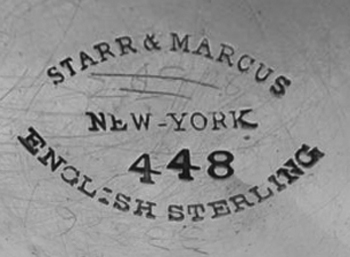 STARR & MARCUS
NEW-YORK
448
ENGLISH STERLING